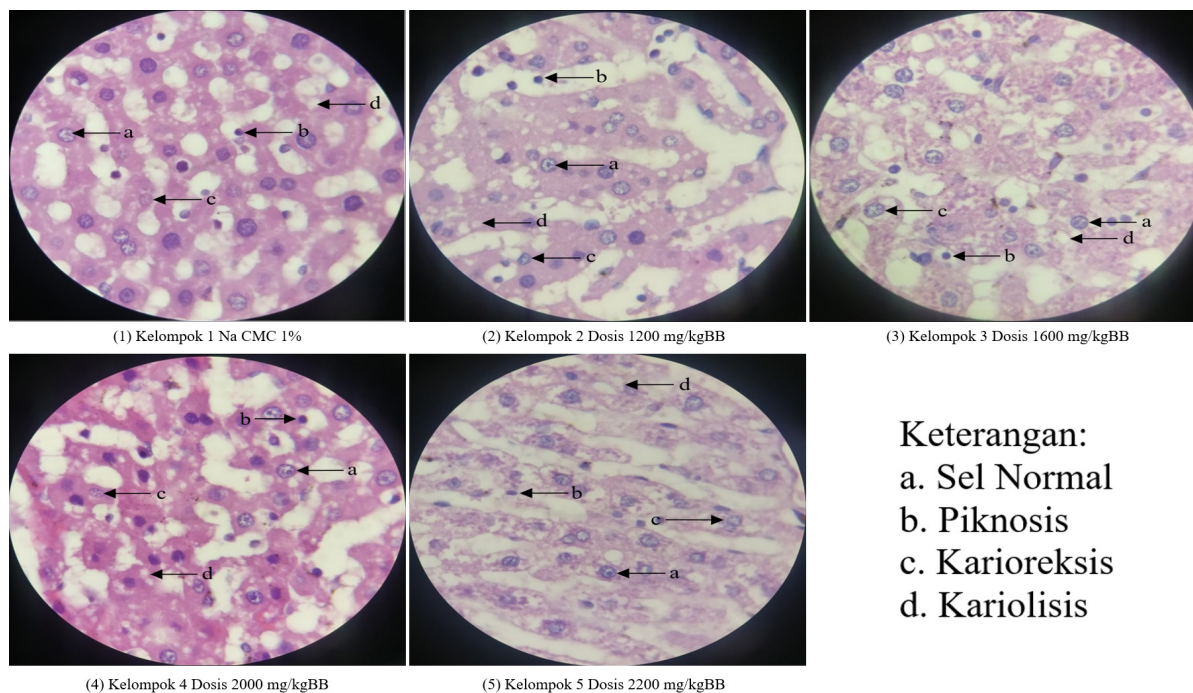 d
a
b
c
(1) Kelompok 1 Na CMC 1%
b
a
d
c
(2) Kelompok 2 Dosis 1200 mg/kgBB
c
a
d
b
(3) Kelompok 3 Dosis 1600 mg/kgBB
b
a
c
d
(4) Kelompok 4 Dosis 2000 mg/kgBB
d
b
c
a
(5) Kelompok 5 Dosis 2200 mg/kgBB
Keterangan:
a. Sel Normal
b. Piknosis
c. Karioreksis
d. Kariolisis